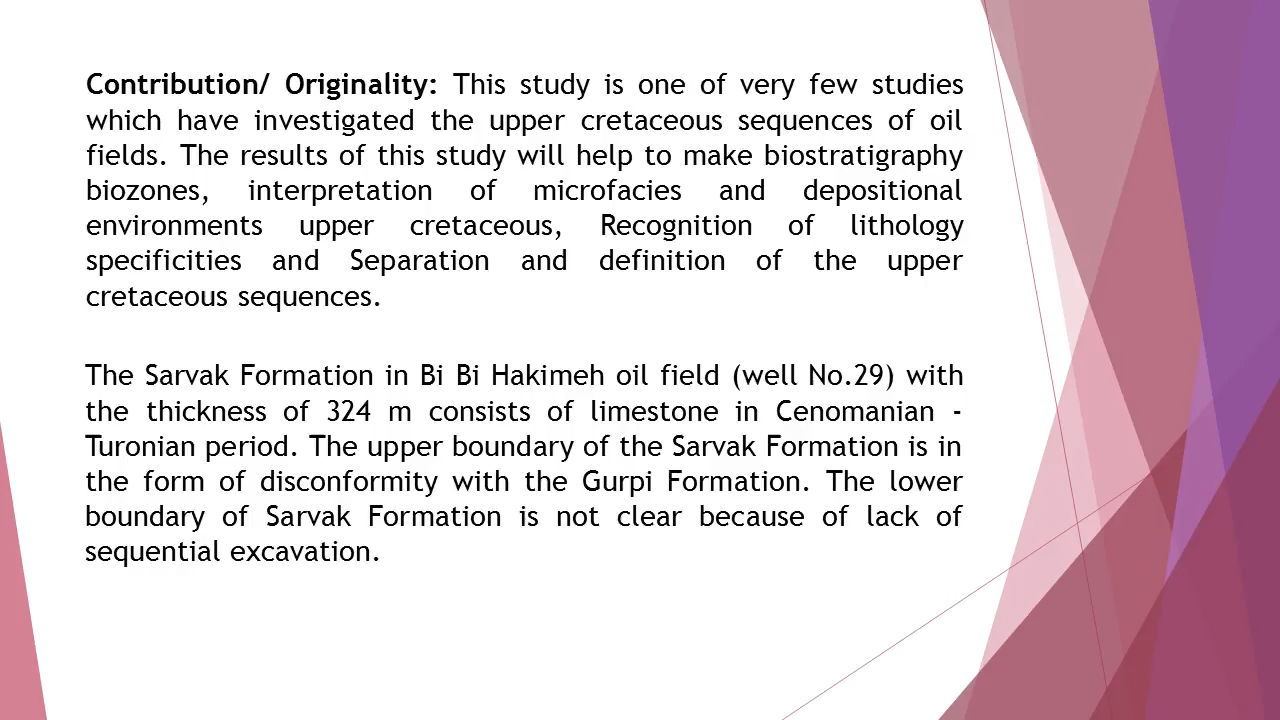 Contribution/ Originality: This study is one of very few studies
which have investigated the upper cretaceous sequences of oil
fields. The results of this study will help to make biostratigraphy
biozones, interpretation of microfacies and depositional
environments upper cretaceous, Recognition of lithology
specificities and Separation and definition of the upper
cretaceous sequences.
The Sarvak Formation in Bi Bi Hakimeh oil field (well No.29) with
the thickness of 324 m consists of limestone in Cenomanian -
Turonian period. The upper boundary of the Sarvak Formation is in
the form of disconformity with the Gurpi Formation. The lower
boundary of Sarvak Formation is not clear because of lack of
sequential excavation.